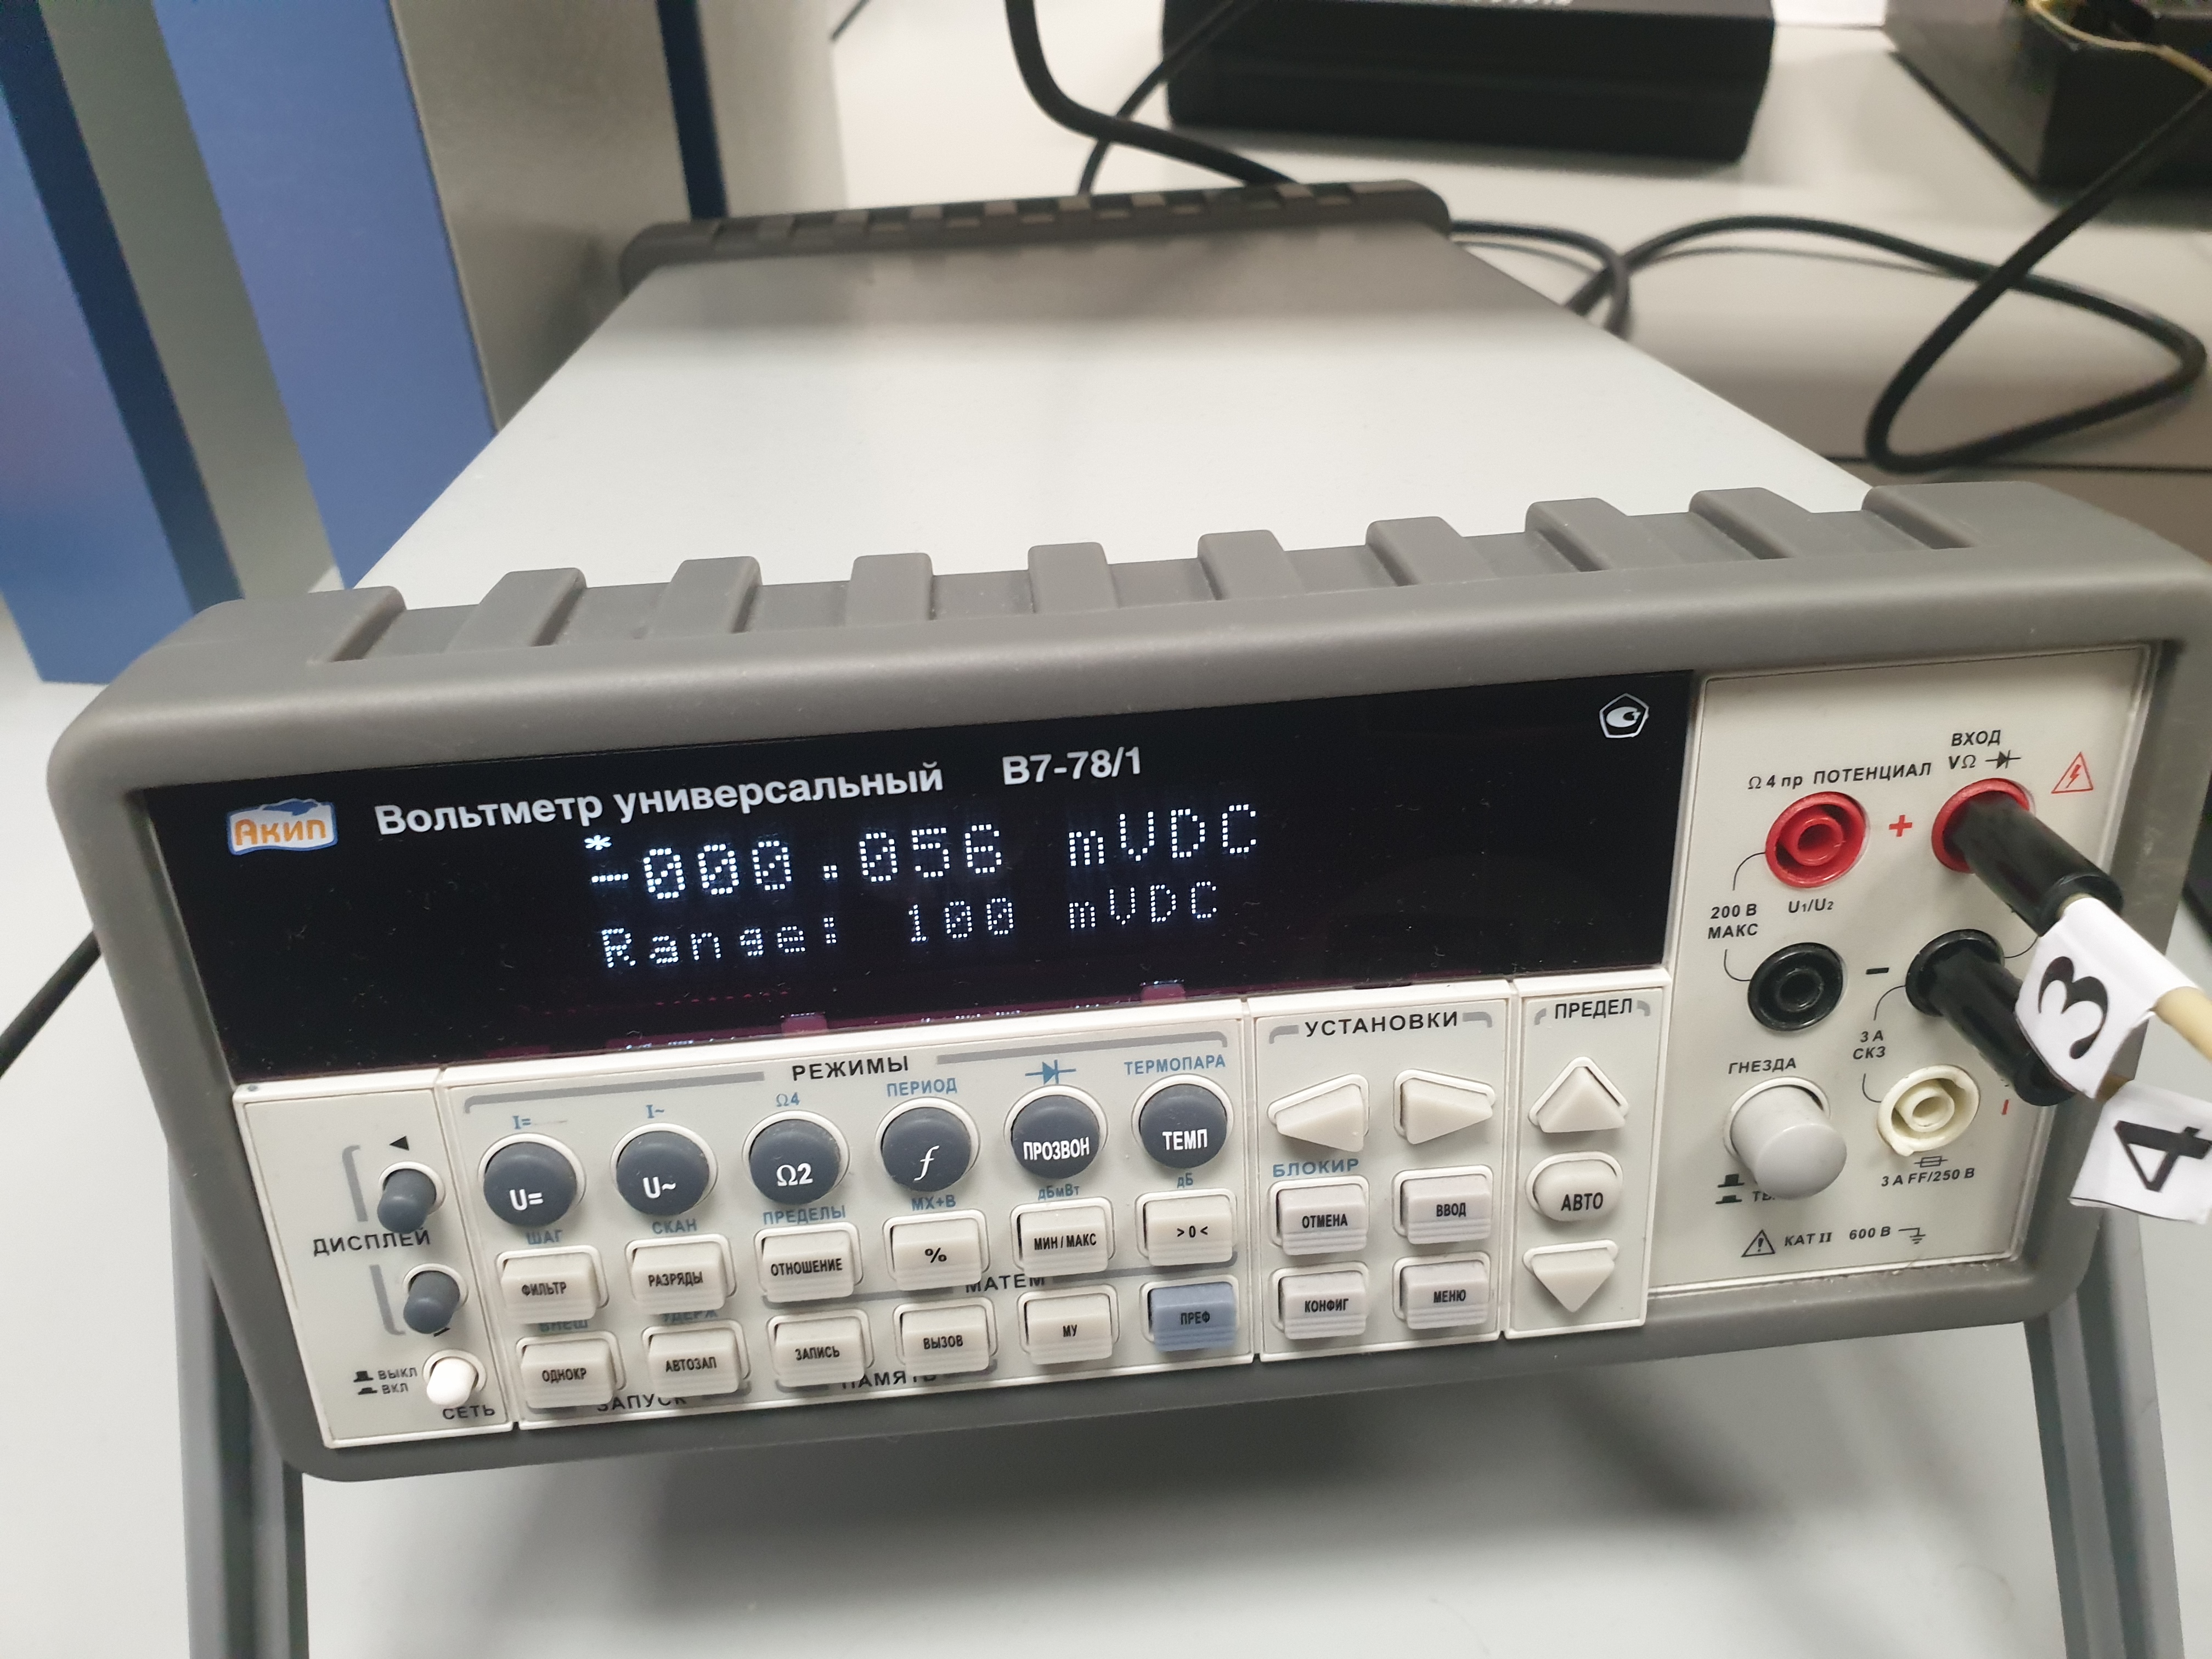 Акип Вольтметр универсальный В7-78/1
*
-000.056 mVDC
Range: 100 mVDC
РЕЖИМЫ
I= I~ Ω4 ПЕРИОД ТЕРМОПАРА
U= U~ Ω2 f ПРОЗВОН ТЕМП
ШАГ СКАН ПРЕДЕЛЫ МХ+В дБмВт дБ
ФИЛЬТР РАЗРЯДЫ ОТНОШЕНИЕ % МИН/МАКС >0<
МАТЕМ
ВНЕШ УДЕРЖ
ОДНОКР АВТОЗАП ЗАПИСЬ ВЫЗОВ МУ ПРЕФ
ЗАПУСК ПАМЯТЬ
ДИСПЛЕЙ
ВЫКЛ
ВКЛ
СЕТЬ
УСТАНОВКИ
БЛОКИР
ОТМЕНА ВВОД
КОНФИГ МЕНЮ
ПРЕДЕЛ
АВТО
ВХОД
VΩ
Ω 4 пр ПОТЕНЦИАЛ
+
200 В
МАКС
U1/U2
-
3 А
СКЗ
ГНЕЗДА
3 A FF/250 В
КАТ II 600 В
3
4